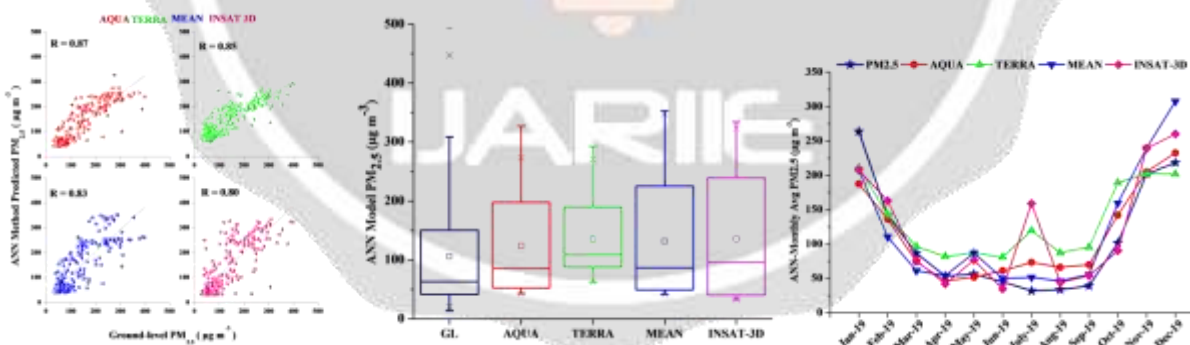 AQUA TERRA MEAN INSAT 3D
R = 0.87
R = 0.85
R = 0.83
R = 0.80
ANN Method Predicted PM2.5 (µg m-3)
Ground-level PM2.5 (µg m-3)
500
400
300
200
100
0
ANN Model PM2.5 (µg m-3)
GL AQUA TERRA MEAN INSAT-3D
JARIIE
PM2.5 AQUA TERRA MEAN INSAT-3D
350
300
250
200
150
100
50
0
ANN-Monthly Avg PM2.5 (µg m-3)
Jan-19 Feb-19 Mar-19 Apr-19 May-19 Jun-19 July-19 Aug-19 Sep-19 Oct-19 Nov-19 Dec-19